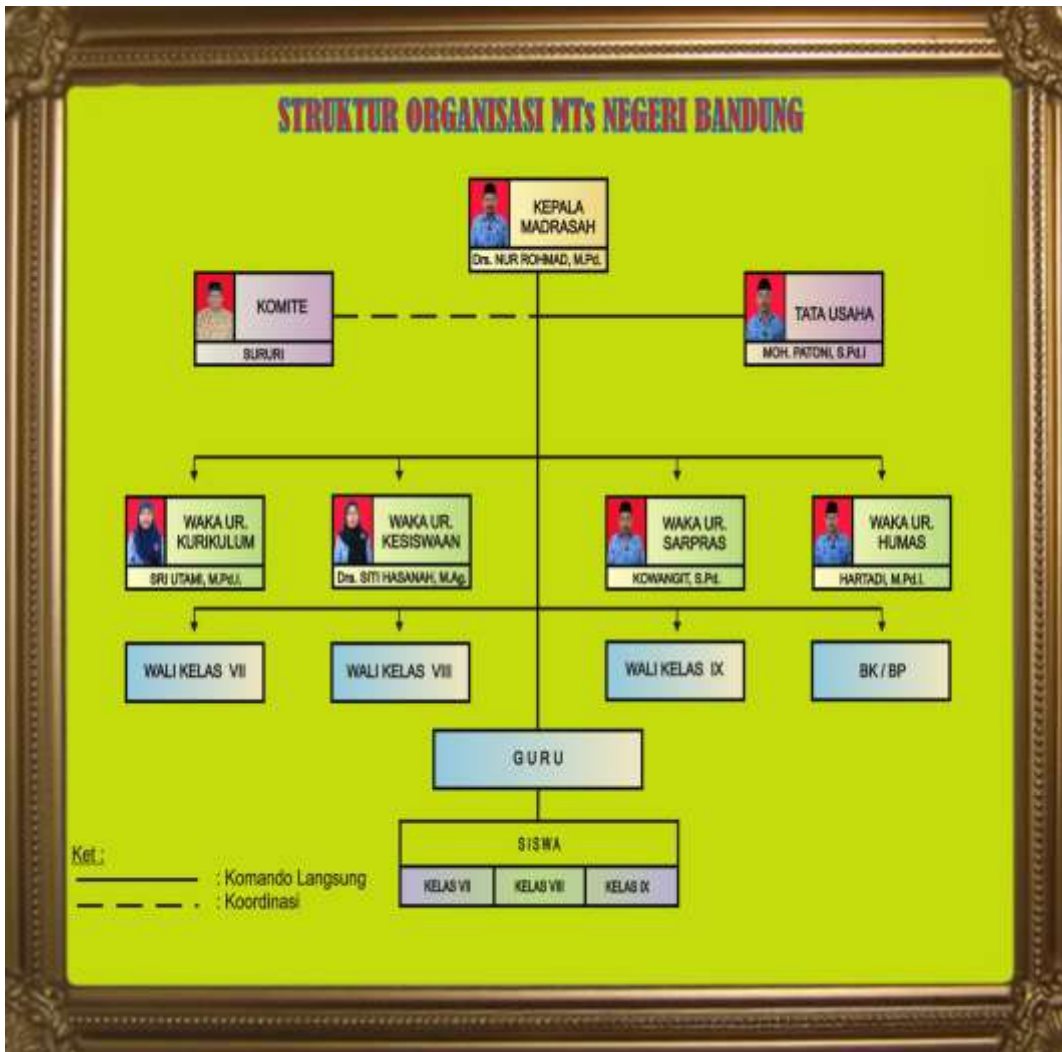 STRUKTUR ORGANISASI MTs NEGERI BANDUNG
KEPALA
MADRASAH
Drs. NUR ROHMAD, M.Pd.
KOMITE
SURURI
TATA USAHA
MOH. PATONI, S.Pd.I
WAKA UR.
KURIKULUM
SRI UTAMI, M.Pd.I.
WAKA UR.
KESISWAAN
Dra. SITI HASANAH, M.Ag.
WAKA UR.
SARPRAS
KOWANGIT, S.Pd.
WAKA UR.
HUMAS
HARTADI, M.Pd.I.
WALI KELAS VII
WALI KELAS VIII
WALI KELAS IX
BK / BP
GURU
SISWA
KELAS VII
KELAS VIII
KELAS IX
Ket :
: Komando Langsung
: Koordinasi